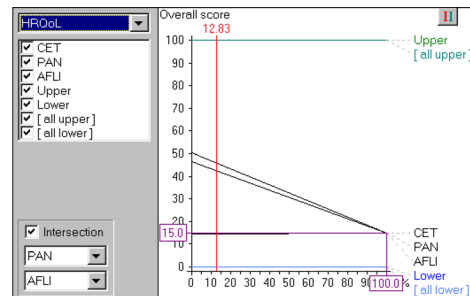 HRQoL
CET
PAN
AFLI
Upper
Lower
[ all upper ]
[ all lower ]
Intersection
PAN
AFLI
Overall score
12.83
II
100
90
80
70
60
50
40
30
20
15.0
0
0 10 20 30 40 50 60 70 80 90 100.0 %
Upper
[ all upper ]
CET
PAN
AFLI
Lower
[ all lower ]